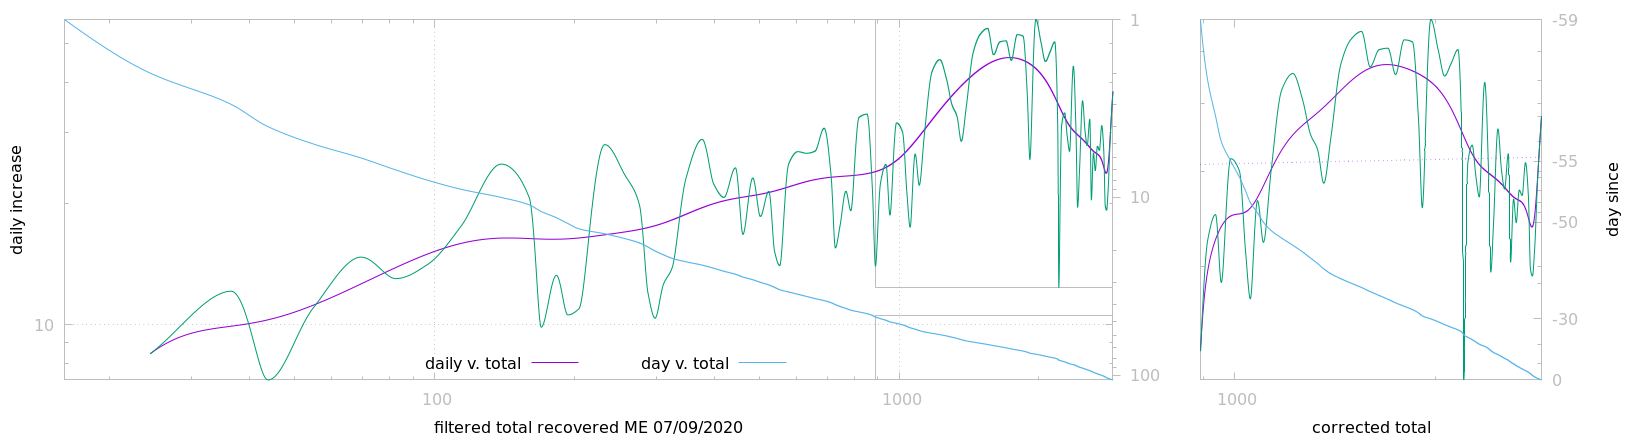 1
-59
daily increase
10
-55
day since
-50
10
-30
daily v. total
day v. total
100
0
100
1000
1000
filtered total recovered ME 07/09/2020
corrected total